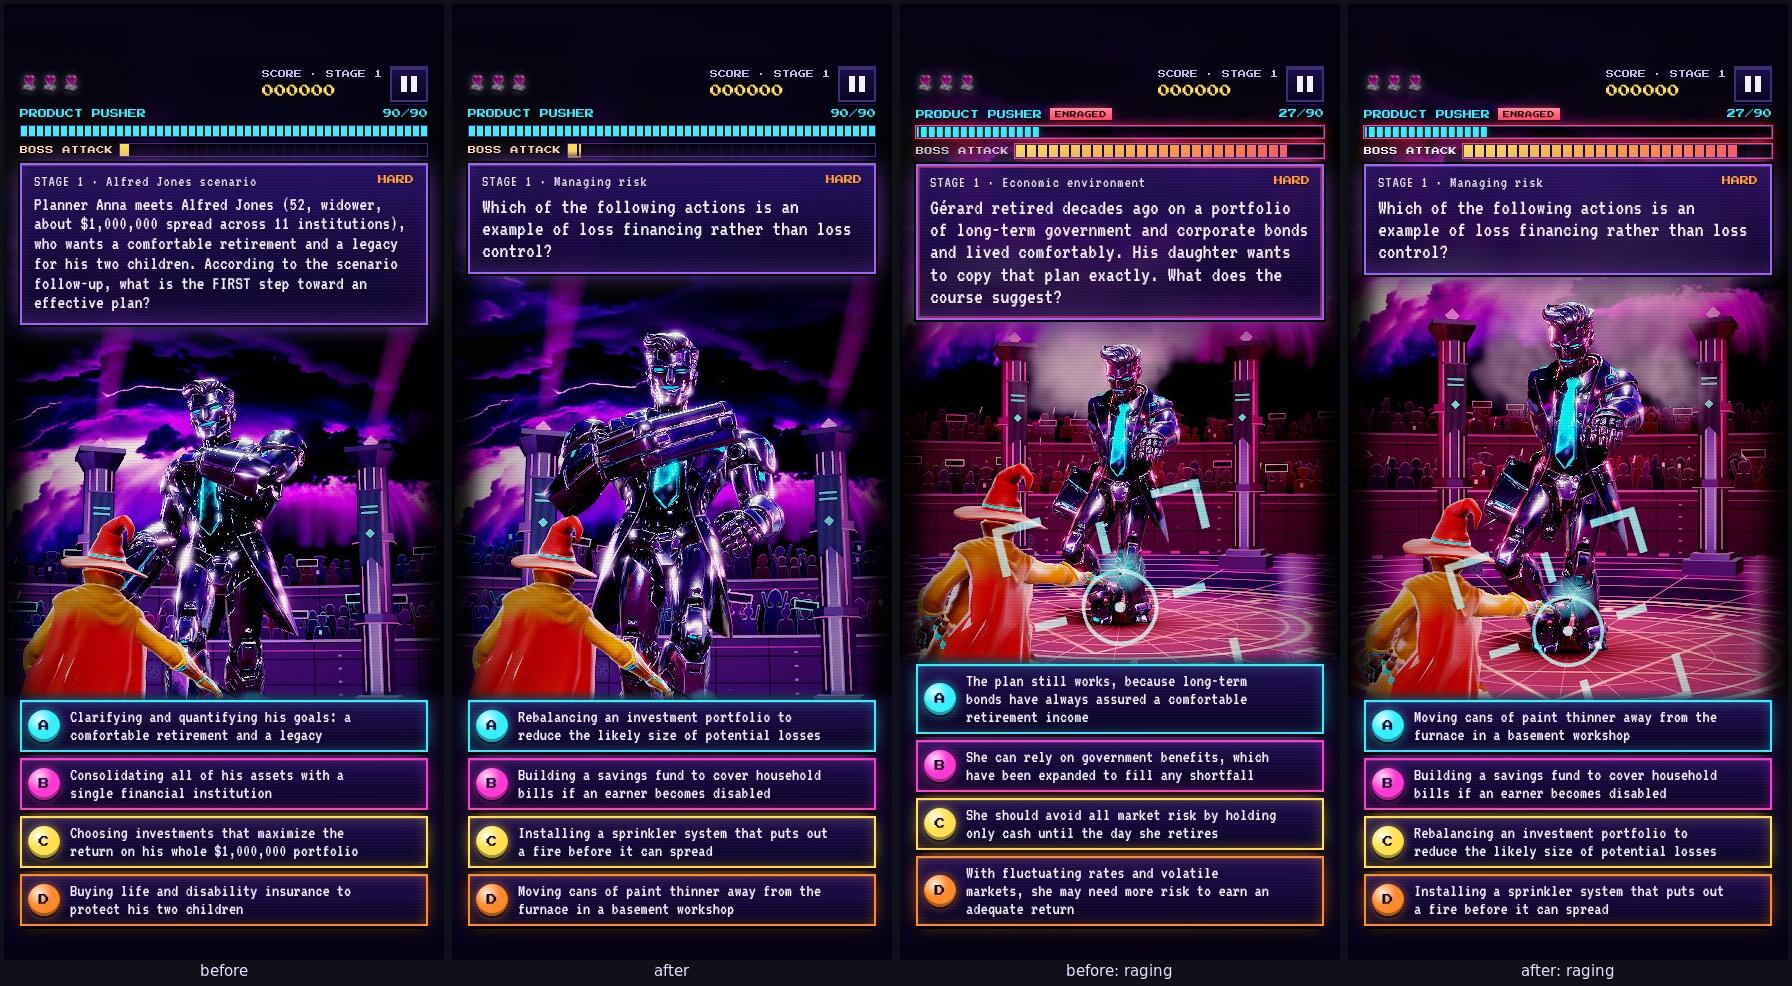 SCORE · STAGE 1
000000
PRODUCT PUSHER
90/90
BOSS ATTACK
STAGE 1 · Alfred Jones scenario
HARD
Planner Anna meets Alfred Jones (52, widower,
about $1,000,000 spread across 11 institutions),
who wants a comfortable retirement and a legacy
for his two children. According to the scenario
follow-up, what is the FIRST step toward an
effective plan?
A
Clarifying and quantifying his goals: a
comfortable retirement and a legacy
B
Consolidating all of his assets with a
single financial institution
C
Choosing investments that maximize the
return on his whole $1,000,000 portfolio
D
Buying life and disability insurance to
protect his two children
before
SCORE · STAGE 1
000000
PRODUCT PUSHER
90/90
BOSS ATTACK
STAGE 1 · Managing risk
HARD
Which of the following actions is an
example of loss financing rather than loss
control?
A
Rebalancing an investment portfolio to
reduce the likely size of potential losses
B
Building a savings fund to cover household
bills if an earner becomes disabled
C
Installing a sprinkler system that puts out
a fire before it can spread
D
Moving cans of paint thinner away from the
furnace in a basement workshop
after
SCORE · STAGE 1
000000
PRODUCT PUSHER
ENRAGED
27/90
BOSS ATTACK
STAGE 1 · Economic environment
HARD
Gérard retired decades ago on a portfolio
of long-term government and corporate bonds
and lived comfortably. His daughter wants
to copy that plan exactly. What does the
course suggest?
A
The plan still works, because long-term
bonds have always assured a comfortable
retirement income
B
She can rely on government benefits, which
have been expanded to fill any shortfall
C
She should avoid all market risk by holding
only cash until the day she retires
D
With fluctuating rates and volatile
markets, she may need more risk to earn an
adequate return
before: raging
SCORE · STAGE 1
000000
PRODUCT PUSHER
ENRAGED
27/90
BOSS ATTACK
STAGE 1 · Managing risk
HARD
Which of the following actions is an
example of loss financing rather than loss
control?
A
Moving cans of paint thinner away from the
furnace in a basement workshop
B
Building a savings fund to cover household
bills if an earner becomes disabled
C
Rebalancing an investment portfolio to
reduce the likely size of potential losses
D
Installing a sprinkler system that puts out
a fire before it can spread
after: raging